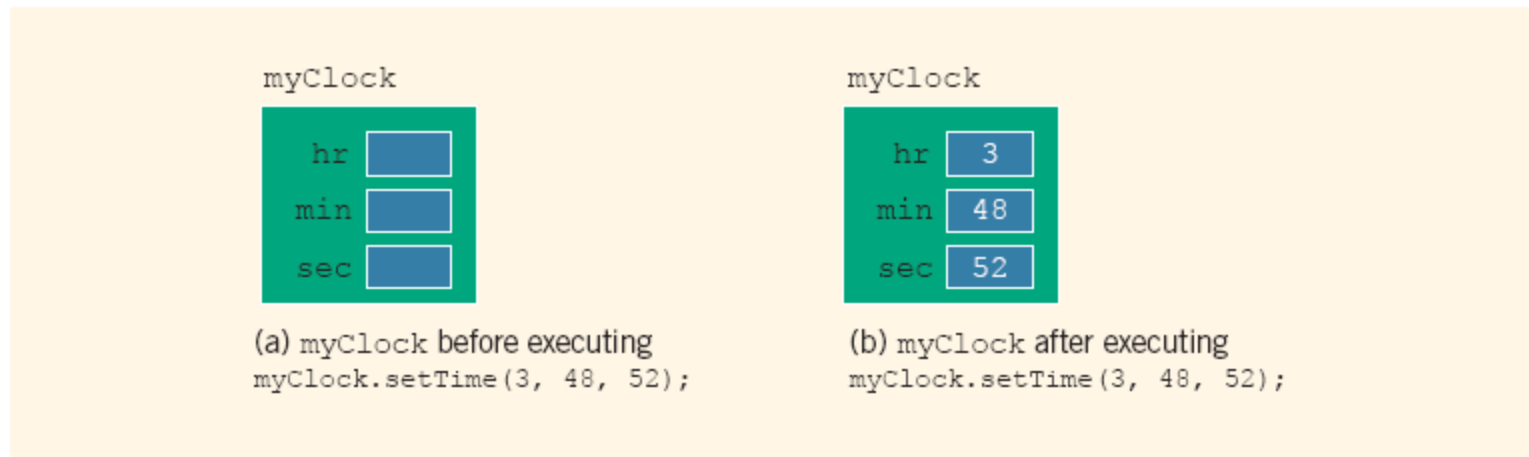 myClock
hr
min
sec
(a) myClock before executing
myClock.setTime(3, 48, 52);
myClock
hr 3
min 48
sec 52
(b) myClock after executing
myClock.setTime(3, 48, 52);